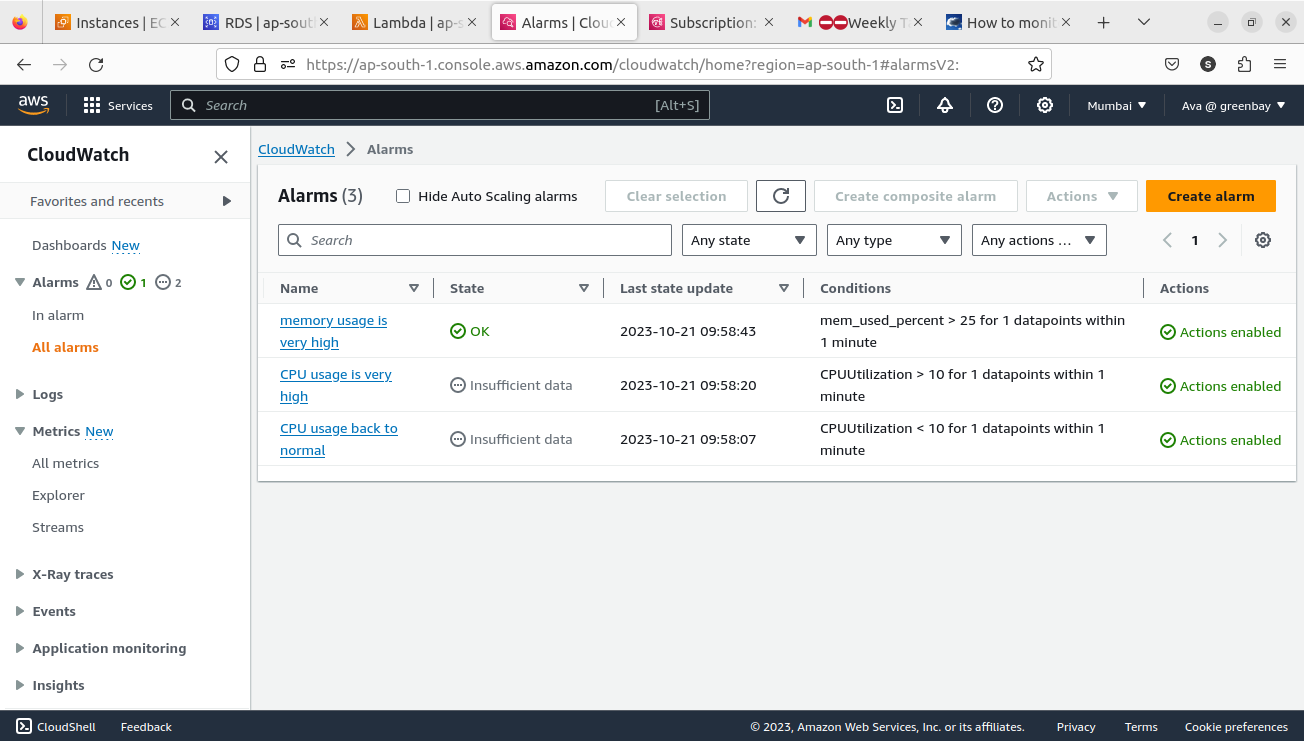 Instances | EC
RDS | ap-sout
Lambda | ap-s
Alarms | Clou
Subscription:
Weekly T
How to monit
https://ap-south-1.console.aws.amazon.com/cloudwatch/home?region=ap-south-1#alarmsV2:
S
aws
Services
Search
[Alt+S]
Mumbai
Ava @ greenbay
CloudWatch
Favorites and recents
Dashboards New
Alarms 0 1 2
In alarm
All alarms
Logs
Metrics New
All metrics
Explorer
Streams
X-Ray traces
Events
Application monitoring
Insights
CloudWatch
Alarms
Alarms (3)
Hide Auto Scaling alarms
Clear selection
Create composite alarm
Actions
Create alarm
Search
Any state
Any type
Any actions ...
1
Name
State
Last state update
Conditions
Actions
memory usage is
very high
OK
2023-10-21 09:58:43
mem_used_percent > 25 for 1 datapoints within
1 minute
Actions enabled
CPU usage is very
high
Insufficient data
2023-10-21 09:58:20
CPUUtilization > 10 for 1 datapoints within 1
minute
Actions enabled
CPU usage back to
normal
Insufficient data
2023-10-21 09:58:07
CPUUtilization < 10 for 1 datapoints within 1
minute
Actions enabled
CloudShell
Feedback
© 2023, Amazon Web Services, Inc. or its affiliates.
Privacy
Terms
Cookie preferences